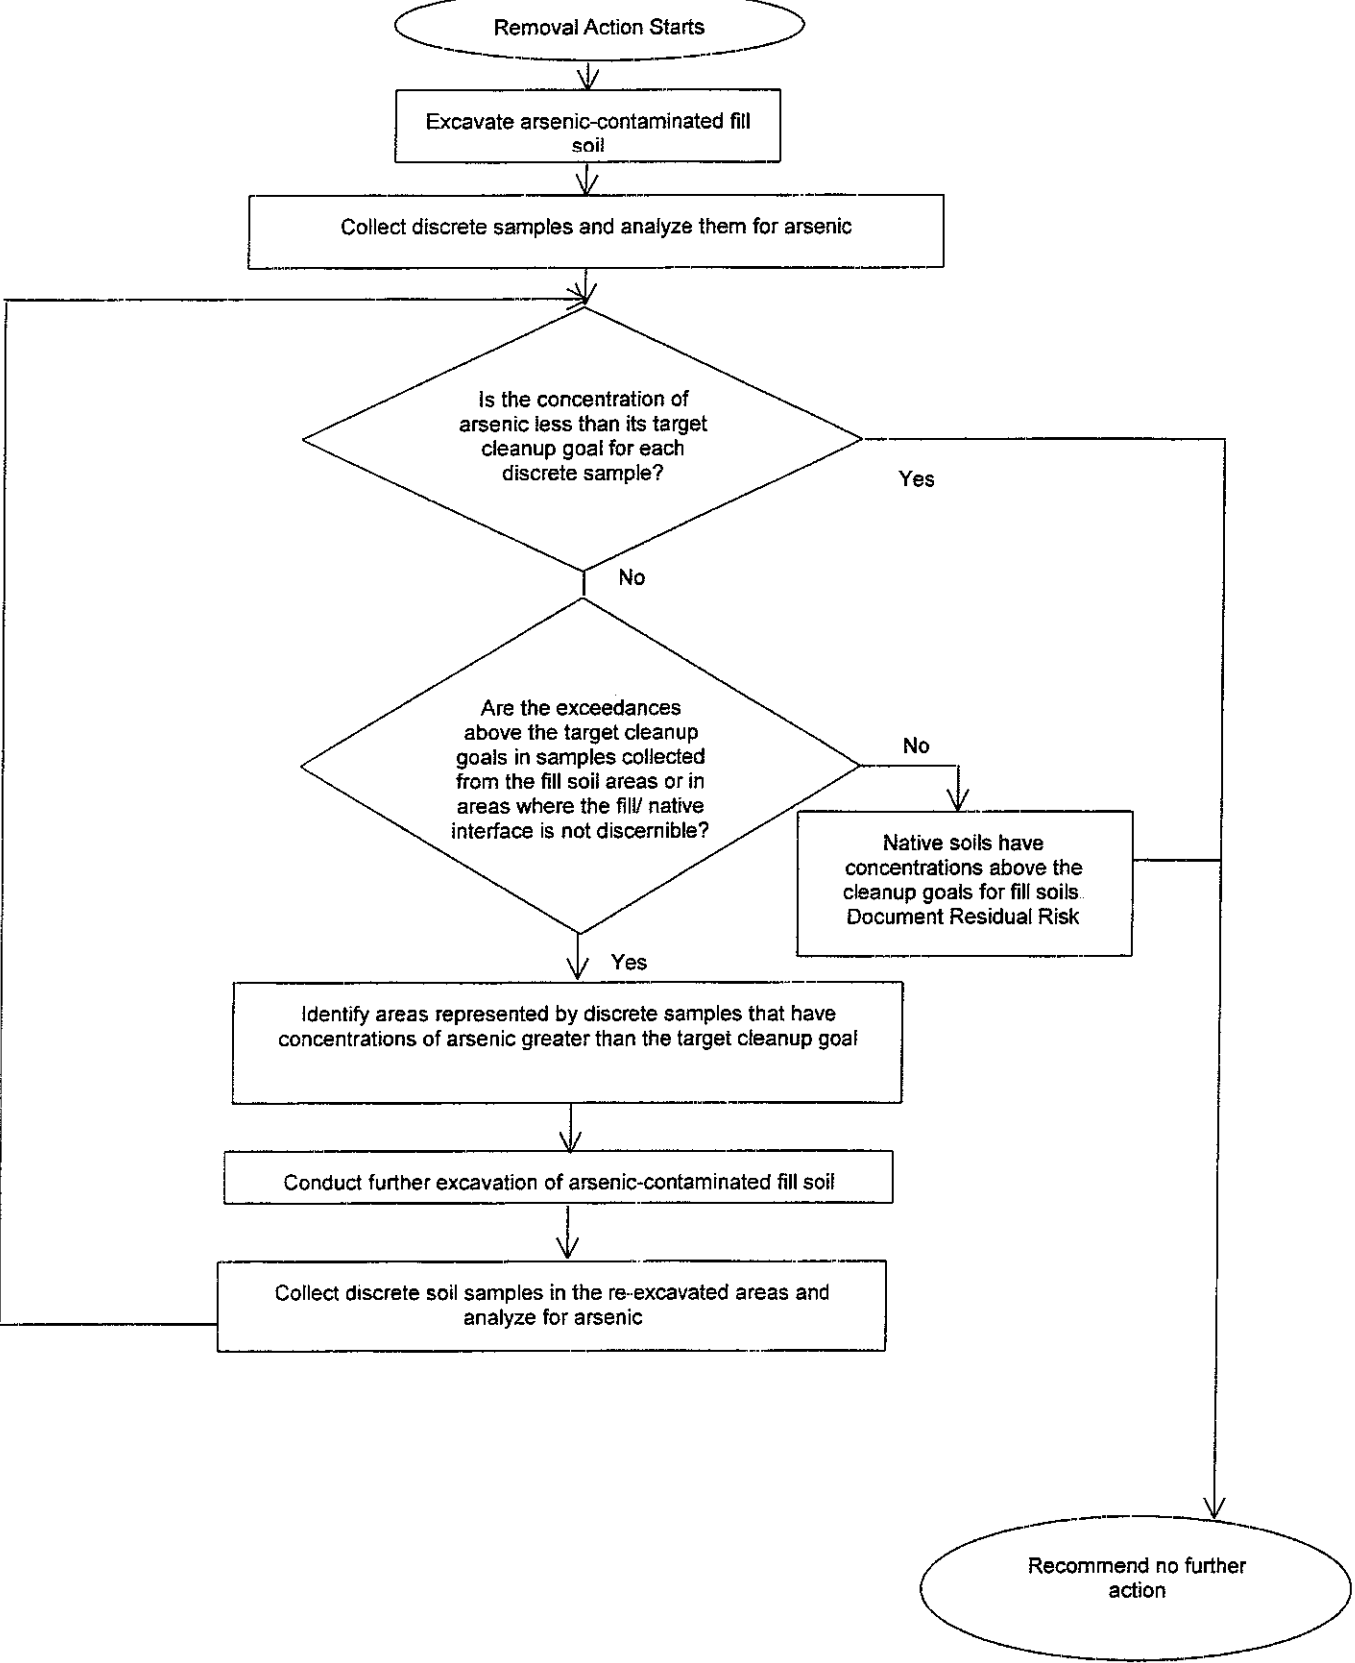 Removal Action Starts
Excavate arsenic-contaminated fill
soil
Collect discrete samples and analyze them for arsenic
Is the concentration of
arsenic less than its target
cleanup goal for each
discrete sample?
Yes
No
Are the exceedances
above the target cleanup
goals in samples collected
from the fill soil areas or in
areas where the fill/ native
interface is not discernible?
No
Native soils have
concentrations above the
cleanup goals for fill soils.
Document Residual Risk
Yes
Identify areas represented by discrete samples that have
concentrations of arsenic greater than the target cleanup goal
Conduct further excavation of arsenic-contaminated fill soil
Collect discrete soil samples in the re-excavated areas and
analyze for arsenic
Recommend no further
action